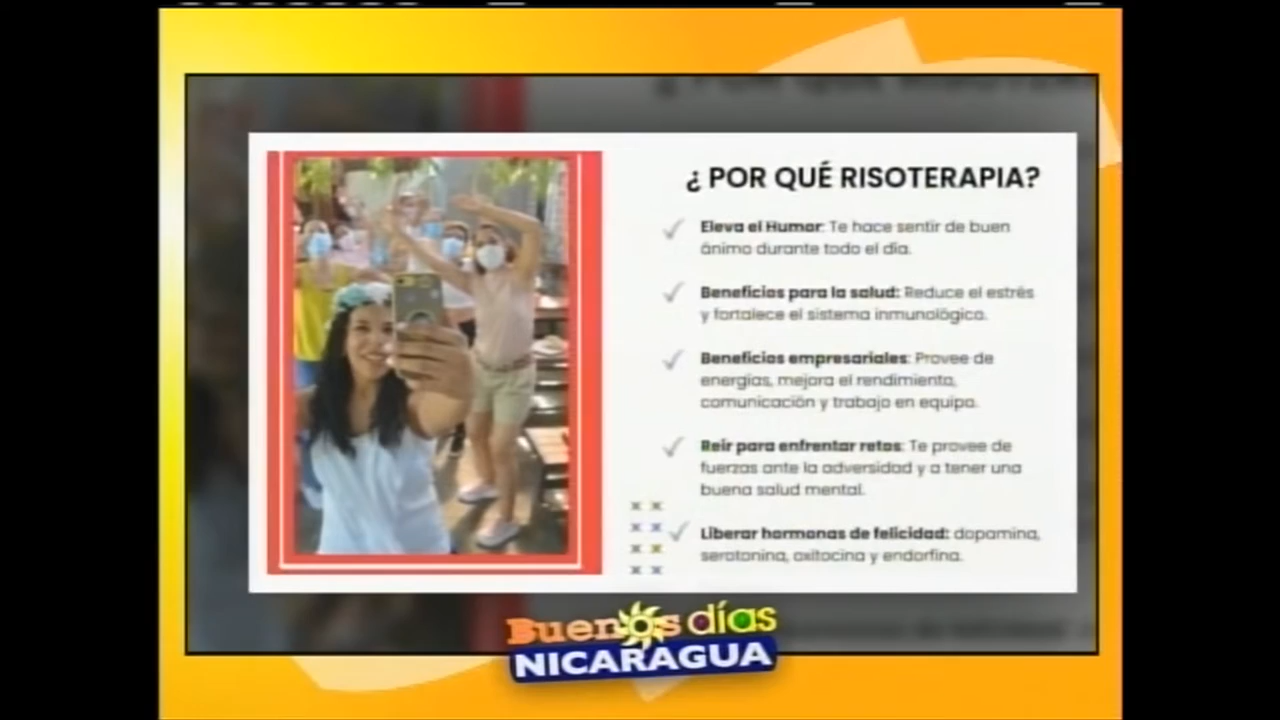 ¿ POR QUÉ RISOTERAPIA?
Eleva el Humor: Te hace sentir de buen
ánimo durante todo el día.
Beneficios para la salud: Reduce el estrés
y fortalece el sistema inmunológico.
Beneficios empresariales: Provee de
energías, mejora el rendimiento,
comunicación y trabajo en equipo.
Reír para enfrentar retos: Te provee de
fuerzas ante la adversidad y a tener una
buena salud mental.
Liberar hormonas de felicidad: dopamina,
serotonina, oxitocina y endorfina.
Buenos días
NICARAGUA